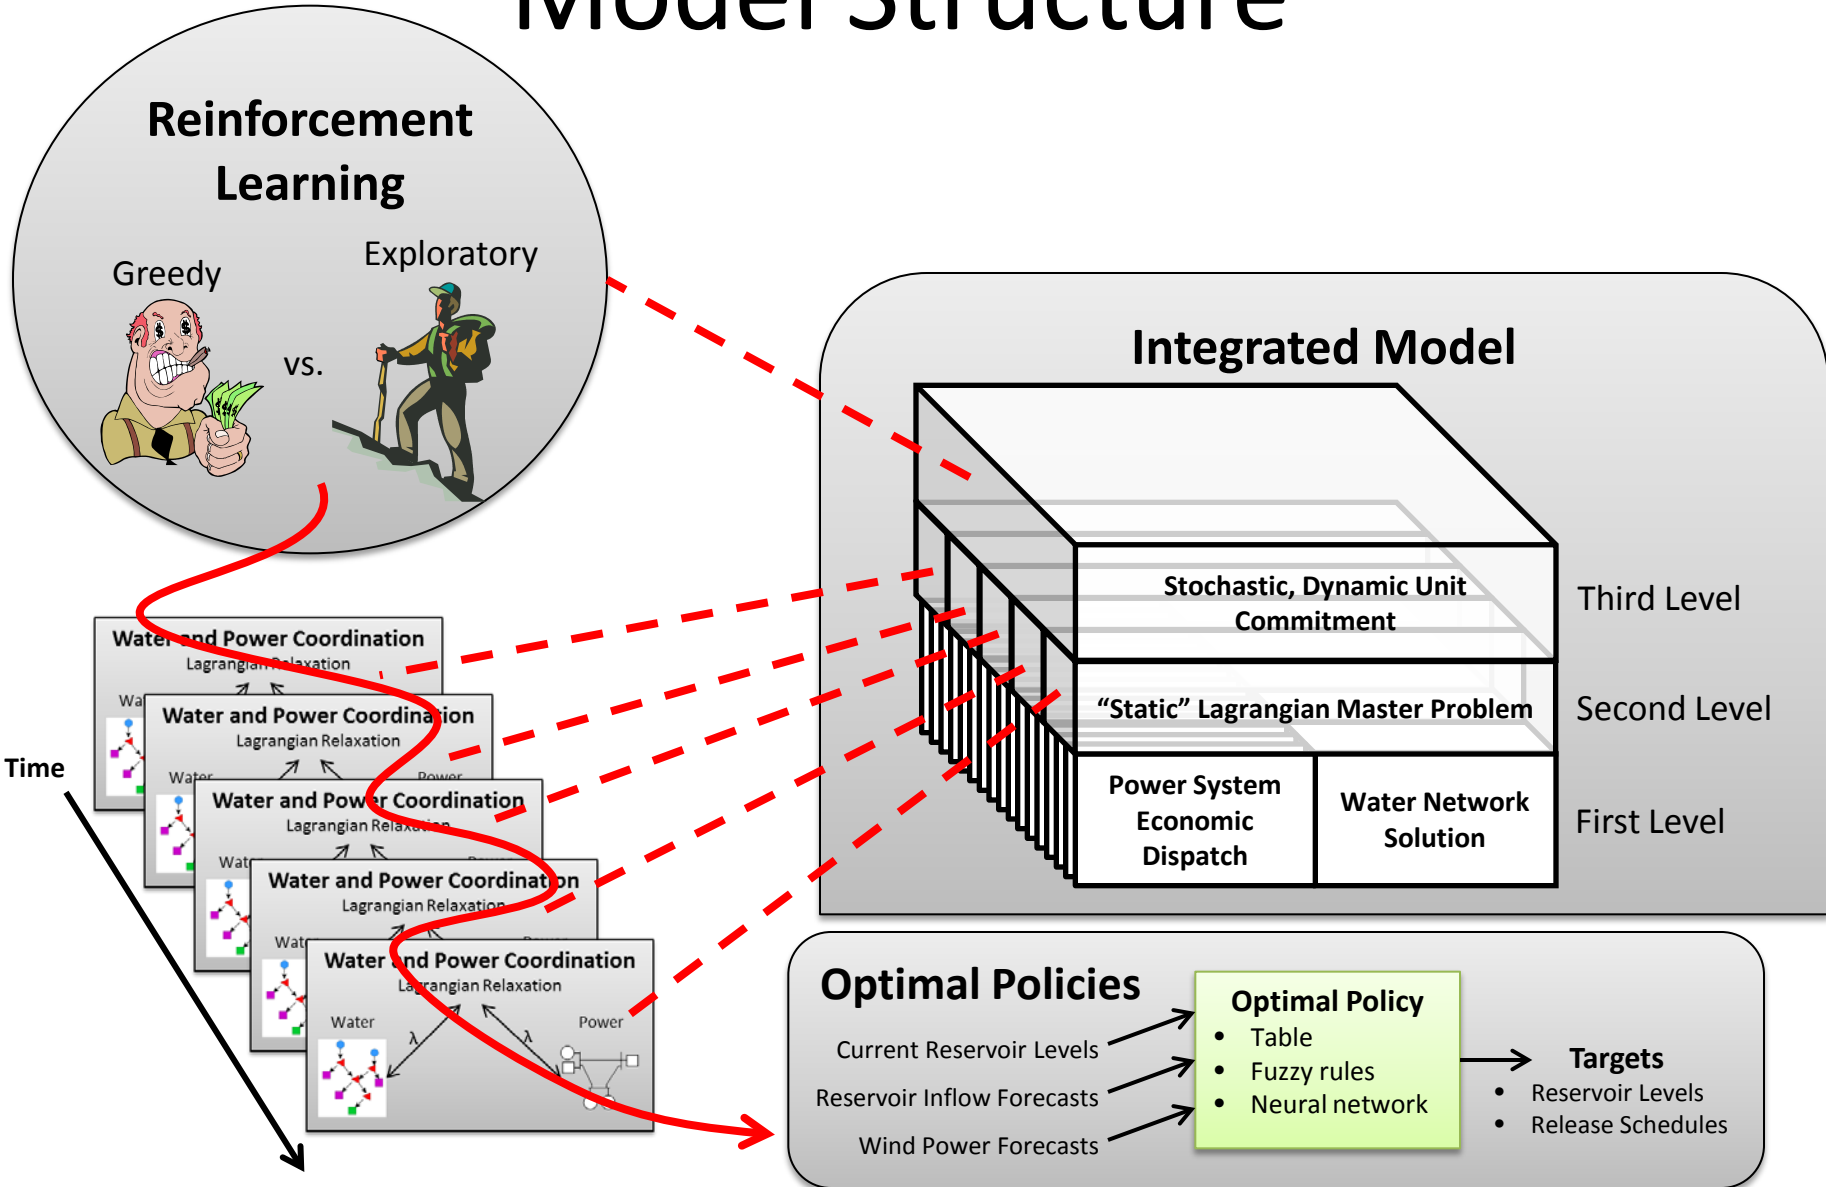 Model Structure
Reinforcement
Learning
Greedy
Exploratory
vs.
Integrated Model
Stochastic, Dynamic Unit
Commitment
Third Level
“Static” Lagrangian Master Problem
Second Level
Power System
Economic
Dispatch
Water Network
Solution
First Level
Time
Water and Power Coordination
Lagrangian Relaxation
Water and Power Coordination
Lagrangian Relaxation
Water
Power
Water and Power Coordination
Lagrangian Relaxation
Water
Water and Power Coordination
Lagrangian Relaxation
Water and Power Coordination
Lagrangian Relaxation
Water
Power
λ
λ
Optimal Policies
Current Reservoir Levels
Reservoir Inflow Forecasts
Wind Power Forecasts
Optimal Policy
• Table
• Fuzzy rules
• Neural network
Targets
• Reservoir Levels
• Release Schedules